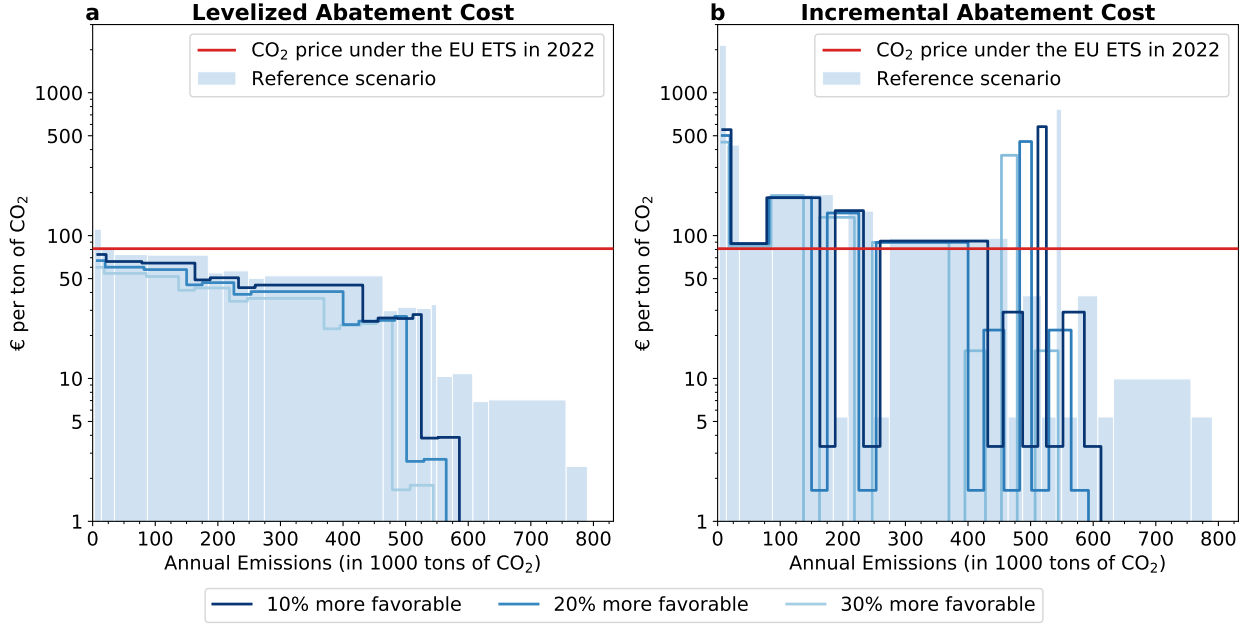 a Levelized Abatement Cost
CO₂ price under the EU ETS in 2022
Reference scenario
1000
500
100
50
10
5
1
€ per ton of CO₂
0 100 200 300 400 500 600 700 800
Annual Emissions (in 1000 tons of CO₂)
b Incremental Abatement Cost
CO₂ price under the EU ETS in 2022
Reference scenario
1000
500
100
50
10
5
1
€ per ton of CO₂
0 100 200 300 400 500 600 700 800
Annual Emissions (in 1000 tons of CO₂)
10% more favorable 20% more favorable 30% more favorable